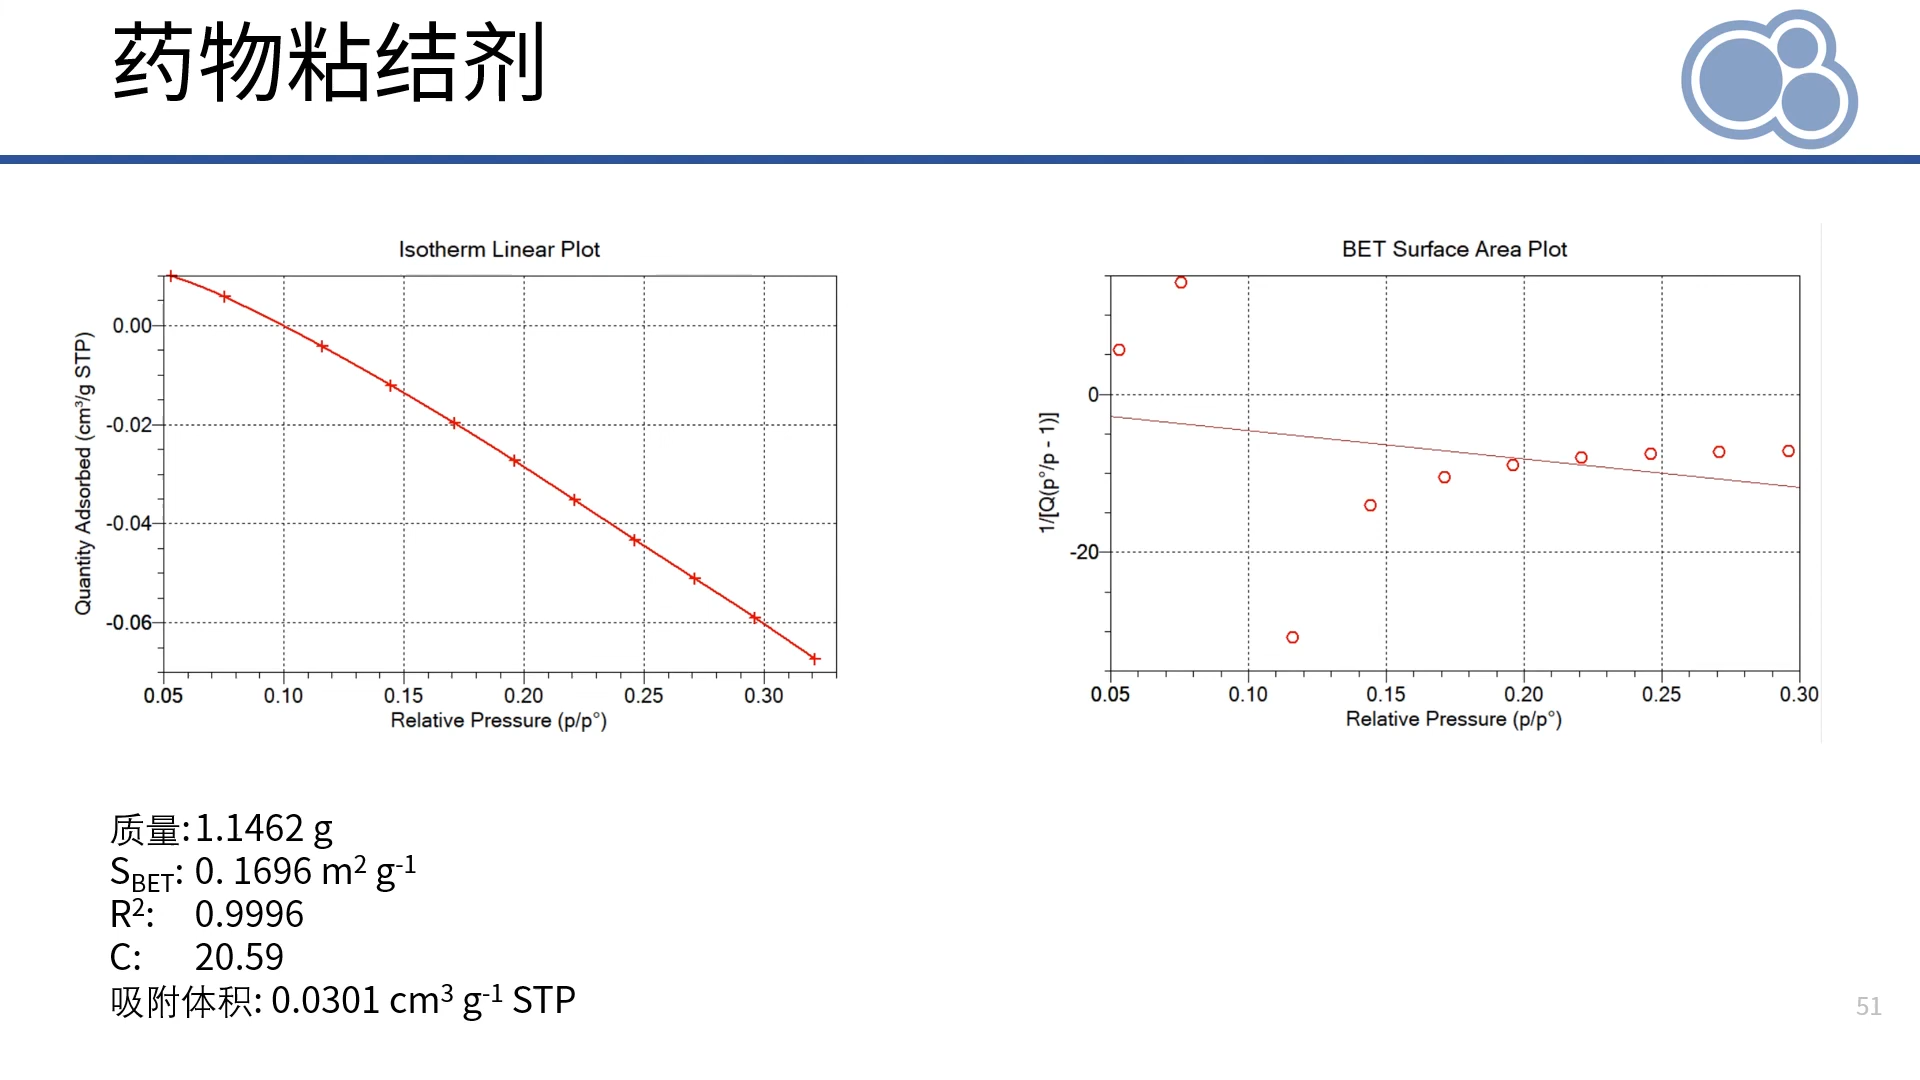 药物粘结剂
Isotherm Linear Plot
Quantity Adsorbed (cm³/g STP)
0.00
-0.02
-0.04
-0.06
0.05 0.10 0.15 0.20 0.25 0.30
Relative Pressure (p/p°)
BET Surface Area Plot
1/[Q(p°/p - 1)]
0
-20
0.05 0.10 0.15 0.20 0.25 0.30
Relative Pressure (p/p°)
质量: 1.1462 g
S_BET: 0. 1696 m² g⁻¹
R²: 0.9996
C: 20.59
吸附体积: 0.0301 cm³ g⁻¹ STP
51